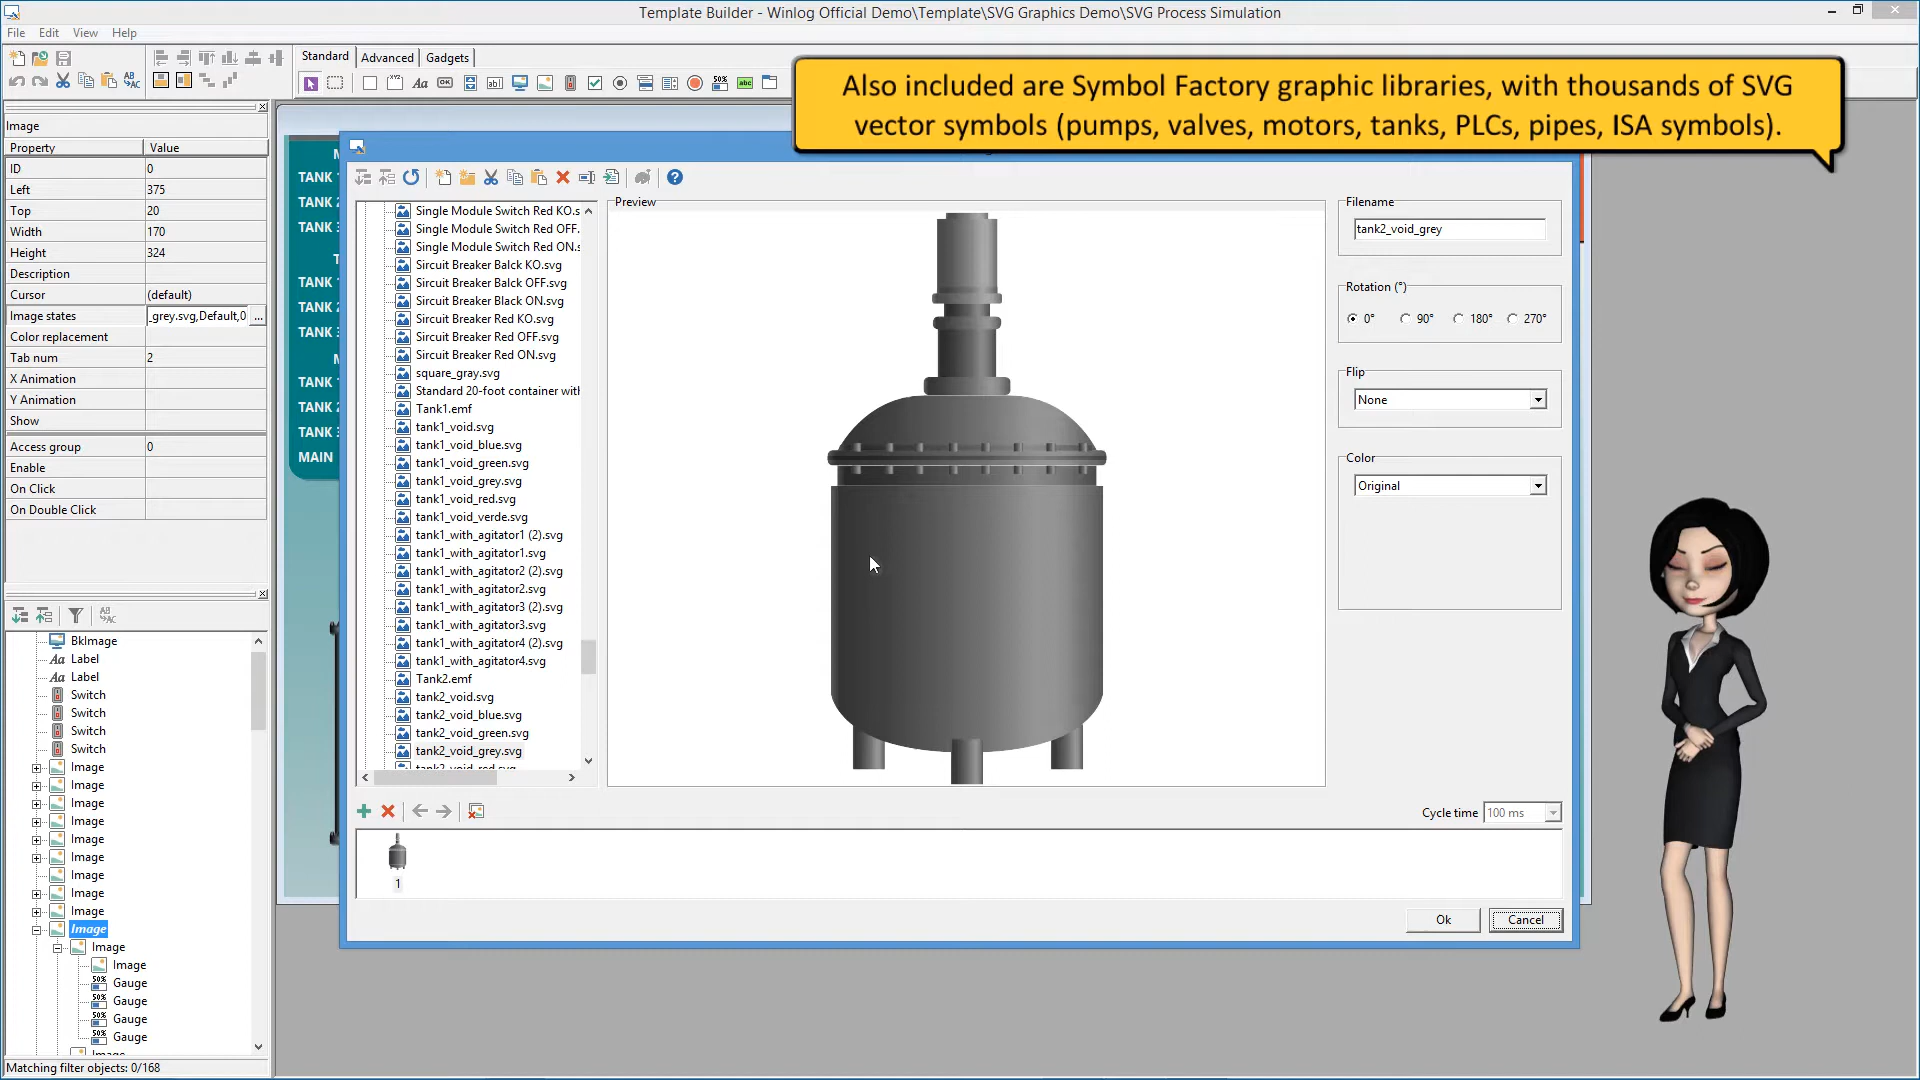 Template Builder - Winlog Official Demo\Template\SVG Graphics Demo\SVG Process Simulation
File Edit View Help
Standard Advanced Gadgets
Also included are Symbol Factory graphic libraries, with thousands of SVG
vector symbols (pumps, valves, motors, tanks, PLCs, pipes, ISA symbols).
Image
Property Value
ID 0
Left 375
Top 20
Width 170
Height 324
Description
Cursor (default)
Image states _grey.svg,Default,0 ...
Color replacement
Tab num 2
X Animation
Y Animation
Show
Access group 0
Enable
On Click
On Double Click
BkImage
Label
Label
Switch
Switch
Switch
Switch
Image
Image
Image
Image
Image
Image
Image
Image
Image
Image
Image
Image
Gauge
Gauge
Gauge
Gauge
Image
Matching filter objects: 0/168
TANK
TANK
TANK
TANK
TANK
TANK
TANK
TANK
TANK
MAIN
Single Module Switch Red KO.s
Single Module Switch Red OFF.
Single Module Switch Red ON.s
Sircuit Breaker Balck KO.svg
Sircuit Breaker Balck OFF.svg
Sircuit Breaker Black ON.svg
Sircuit Breaker Red KO.svg
Sircuit Breaker Red OFF.svg
Sircuit Breaker Red ON.svg
square_gray.svg
Standard 20-foot container with
Tank1.emf
tank1_void.svg
tank1_void_blue.svg
tank1_void_green.svg
tank1_void_grey.svg
tank1_void_red.svg
tank1_void_verde.svg
tank1_with_agitator1 (2).svg
tank1_with_agitator1.svg
tank1_with_agitator2 (2).svg
tank1_with_agitator2.svg
tank1_with_agitator3 (2).svg
tank1_with_agitator3.svg
tank1_with_agitator4 (2).svg
tank1_with_agitator4.svg
Tank2.emf
tank2_void.svg
tank2_void_blue.svg
tank2_void_green.svg
tank2_void_grey.svg
tank2_void_red.svg
Preview
Filename
tank2_void_grey
Rotation (°)
0° 90° 180° 270°
Flip
None
Color
Original
Cycle time 100 ms
1
Ok Cancel